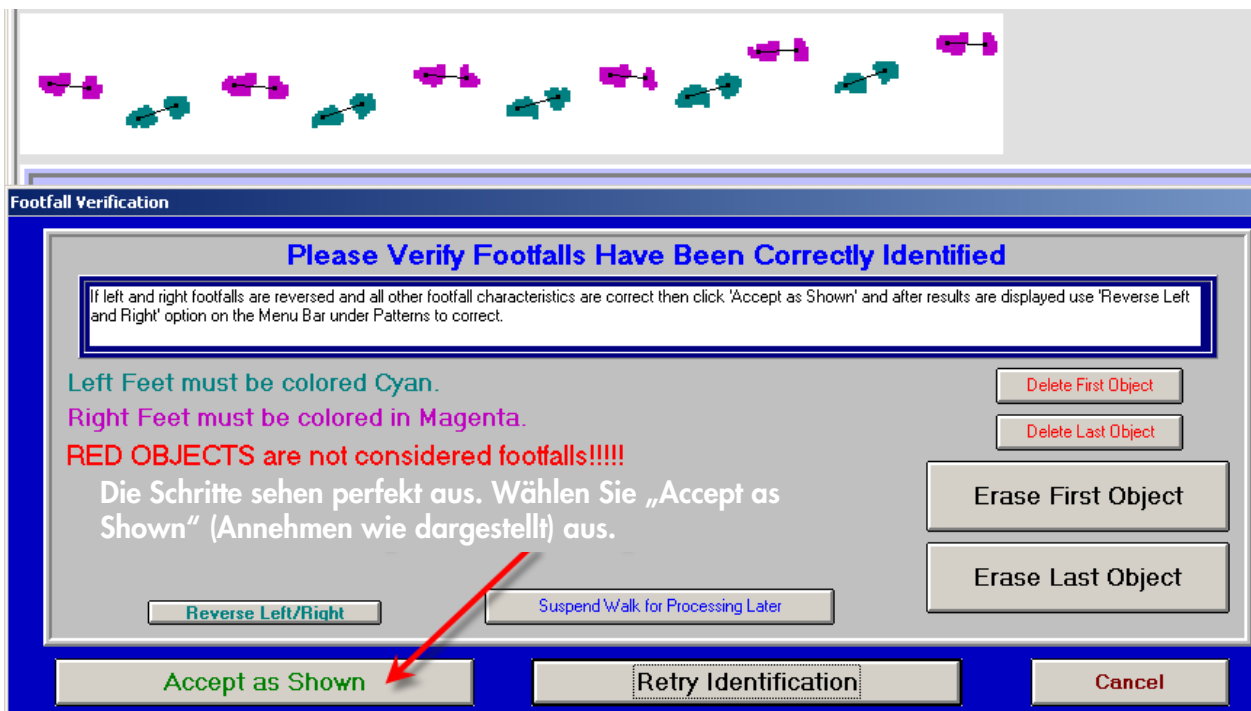 Footfall Verification
Please Verify Footfalls Have Been Correctly Identified
If left and right footfalls are reversed and all other footfall characteristics are correct then click 'Accept as Shown' and after results are displayed use 'Reverse Left
and Right' option on the Menu Bar under Patterns to correct.
Left Feet must be colored Cyan.
Right Feet must be colored in Magenta.
RED OBJECTS are not considered footfalls!!!!!
Die Schritte sehen perfekt aus. Wählen Sie „Accept as
Shown“ (Annehmen wie dargestellt) aus.
Delete First Object
Delete Last Object
Erase First Object
Erase Last Object
Reverse Left/Right
Suspend Walk for Processing Later
Accept as Shown
Retry Identification
Cancel